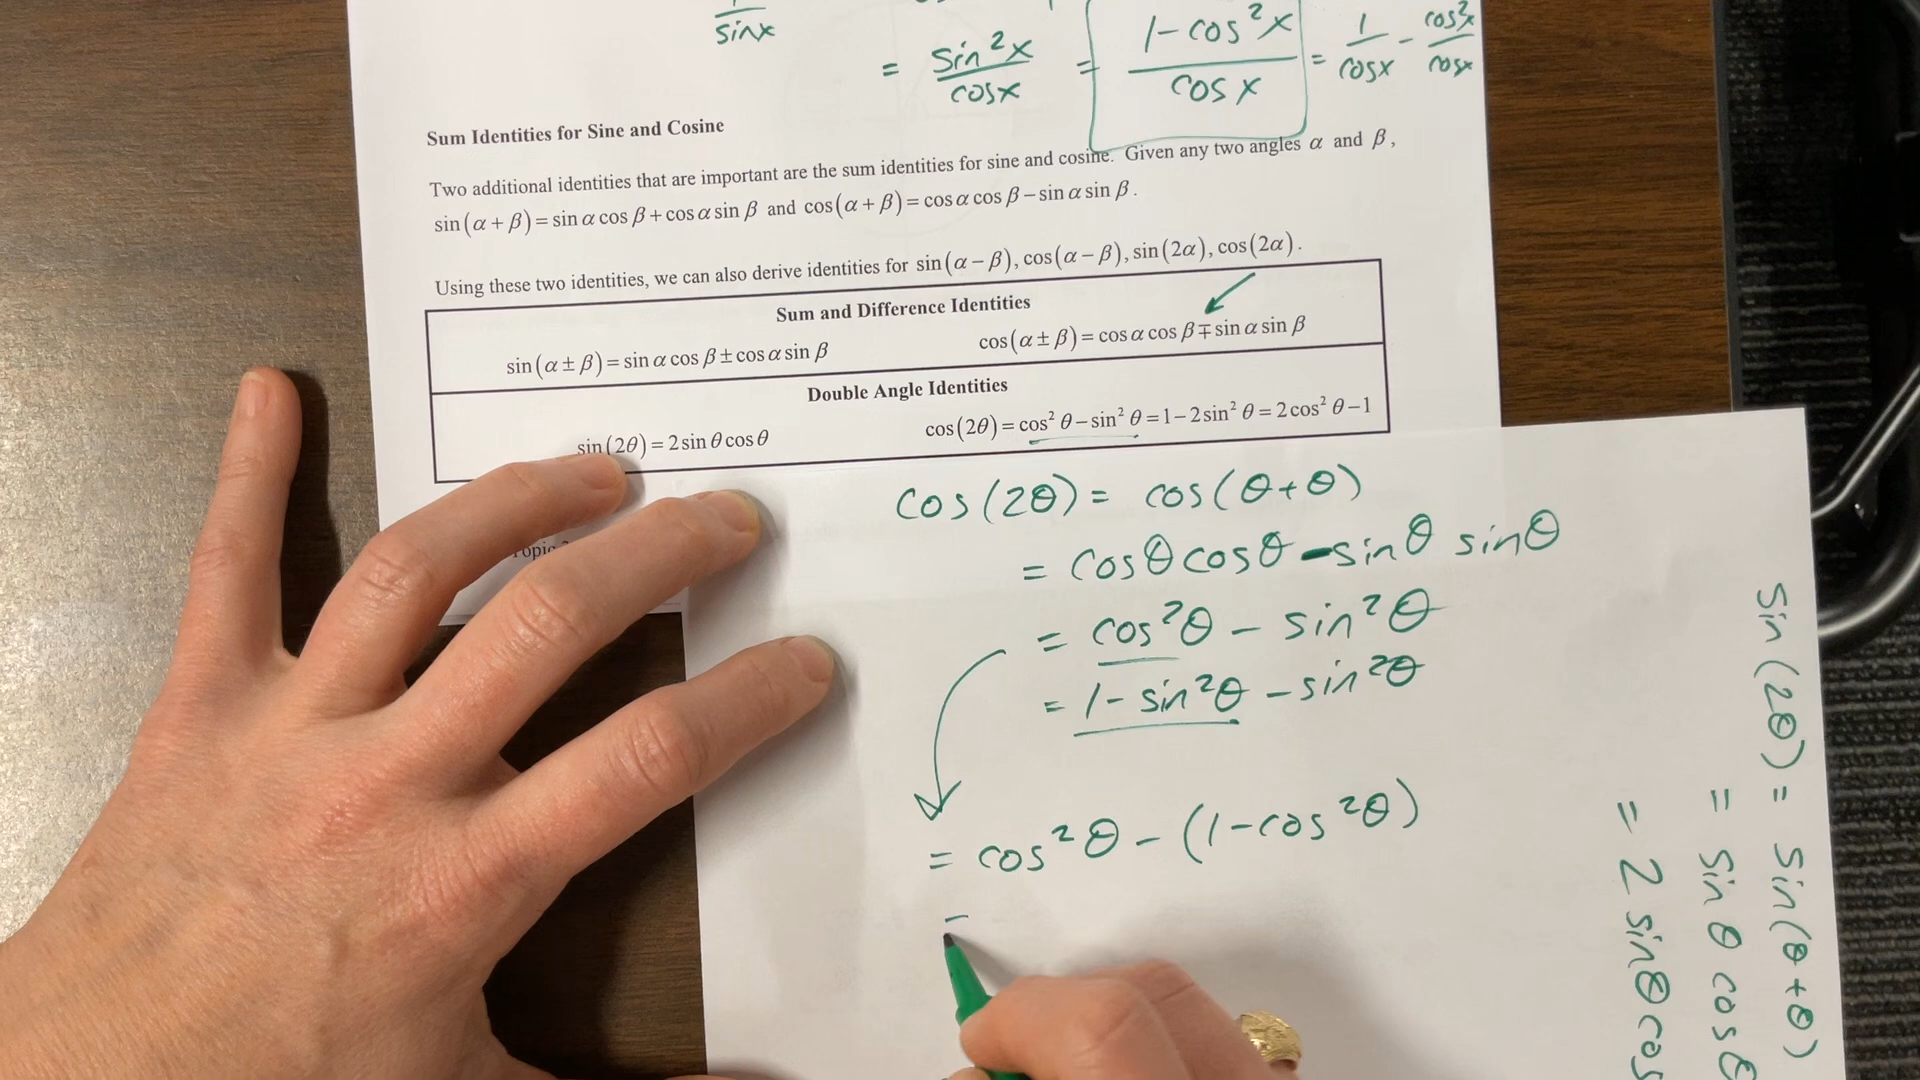 sinx
= sin²x/cosx = 1-cos²x/cosx = 1/cosx - cos²x/cosx
Sum Identities for Sine and Cosine
Two additional identities that are important are the sum identities for sine and cosine. Given any two angles α and β,
sin(α+β)=sin α cos β+cos α sin β and cos(α+β)=cos α cos β−sin α sin β.
Using these two identities, we can also derive identities for sin(α−β), cos(α−β), sin(2α), cos(2α).
Sum and Difference Identities
sin(α±β)=sin α cos β±cos α sin β cos(α±β)=cos α cos β∓sin α sin β
Double Angle Identities
sin(2θ)=2sin θ cos θ cos(2θ)=cos² θ−sin² θ=1−2sin² θ=2cos² θ−1
cos(2θ)= cos(θ+θ)
= cosθcosθ-sinθ sinθ
= cos²θ - sin²θ
= 1-sin²θ -sin²θ
= cos²θ - (1-cos²θ)
sin(2θ)= sin(θ+θ)
= sinθ cosθ
= 2 sinθcos